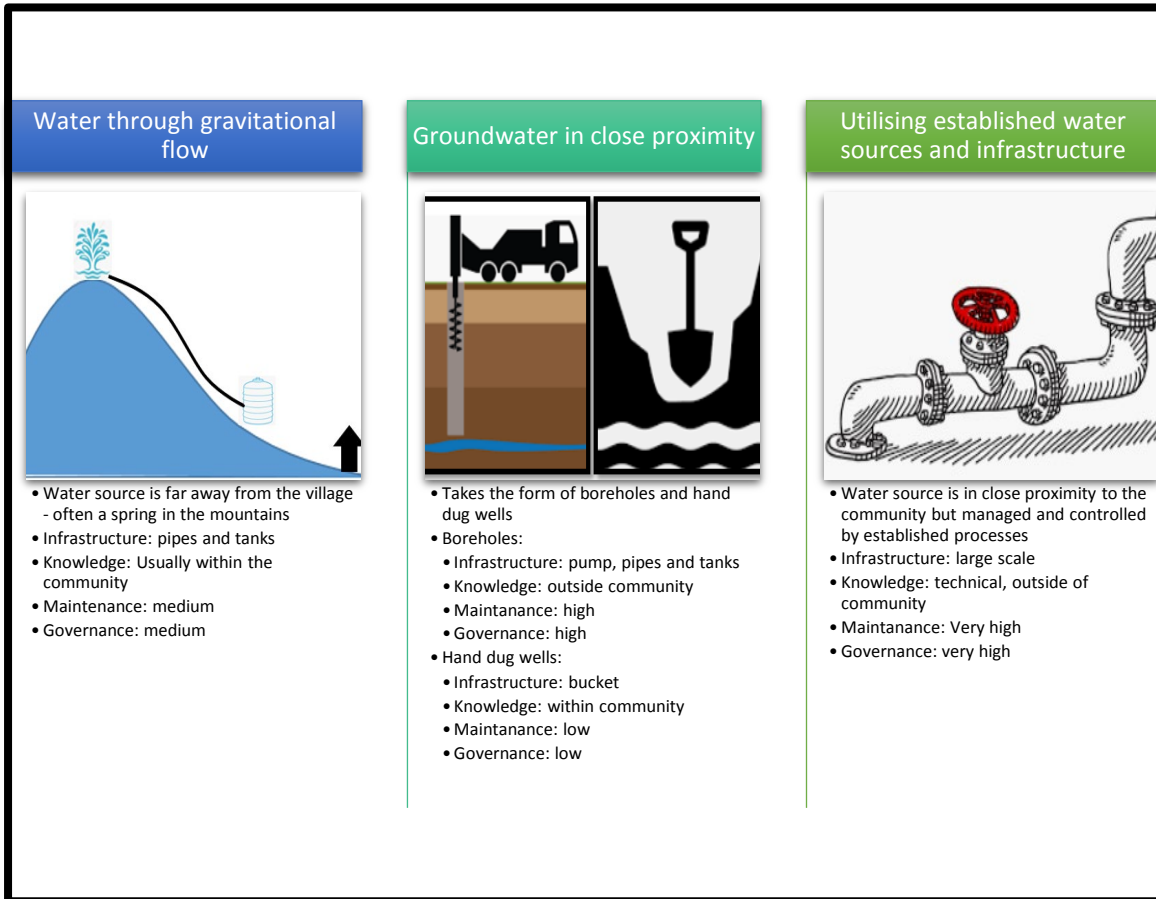 Water through gravitational
flow
• Water source is far away from the village
- often a spring in the mountains
• Infrastructure: pipes and tanks
• Knowledge: Usually within the
community
• Maintenance: medium
• Governance: medium
Groundwater in close proximity
• Takes the form of boreholes and hand
dug wells
• Boreholes:
• Infrastructure: pump, pipes and tanks
• Knowledge: outside community
• Maintanance: high
• Governance: high
• Hand dug wells:
• Infrastructure: bucket
• Knowledge: within community
• Maintanance: low
• Governance: low
Utilising established water
sources and infrastructure
• Water source is in close proximity to the
community but managed and controlled
by established processes
• Infrastructure: large scale
• Knowledge: technical, outside of
community
• Maintanance: Very high
• Governance: very high